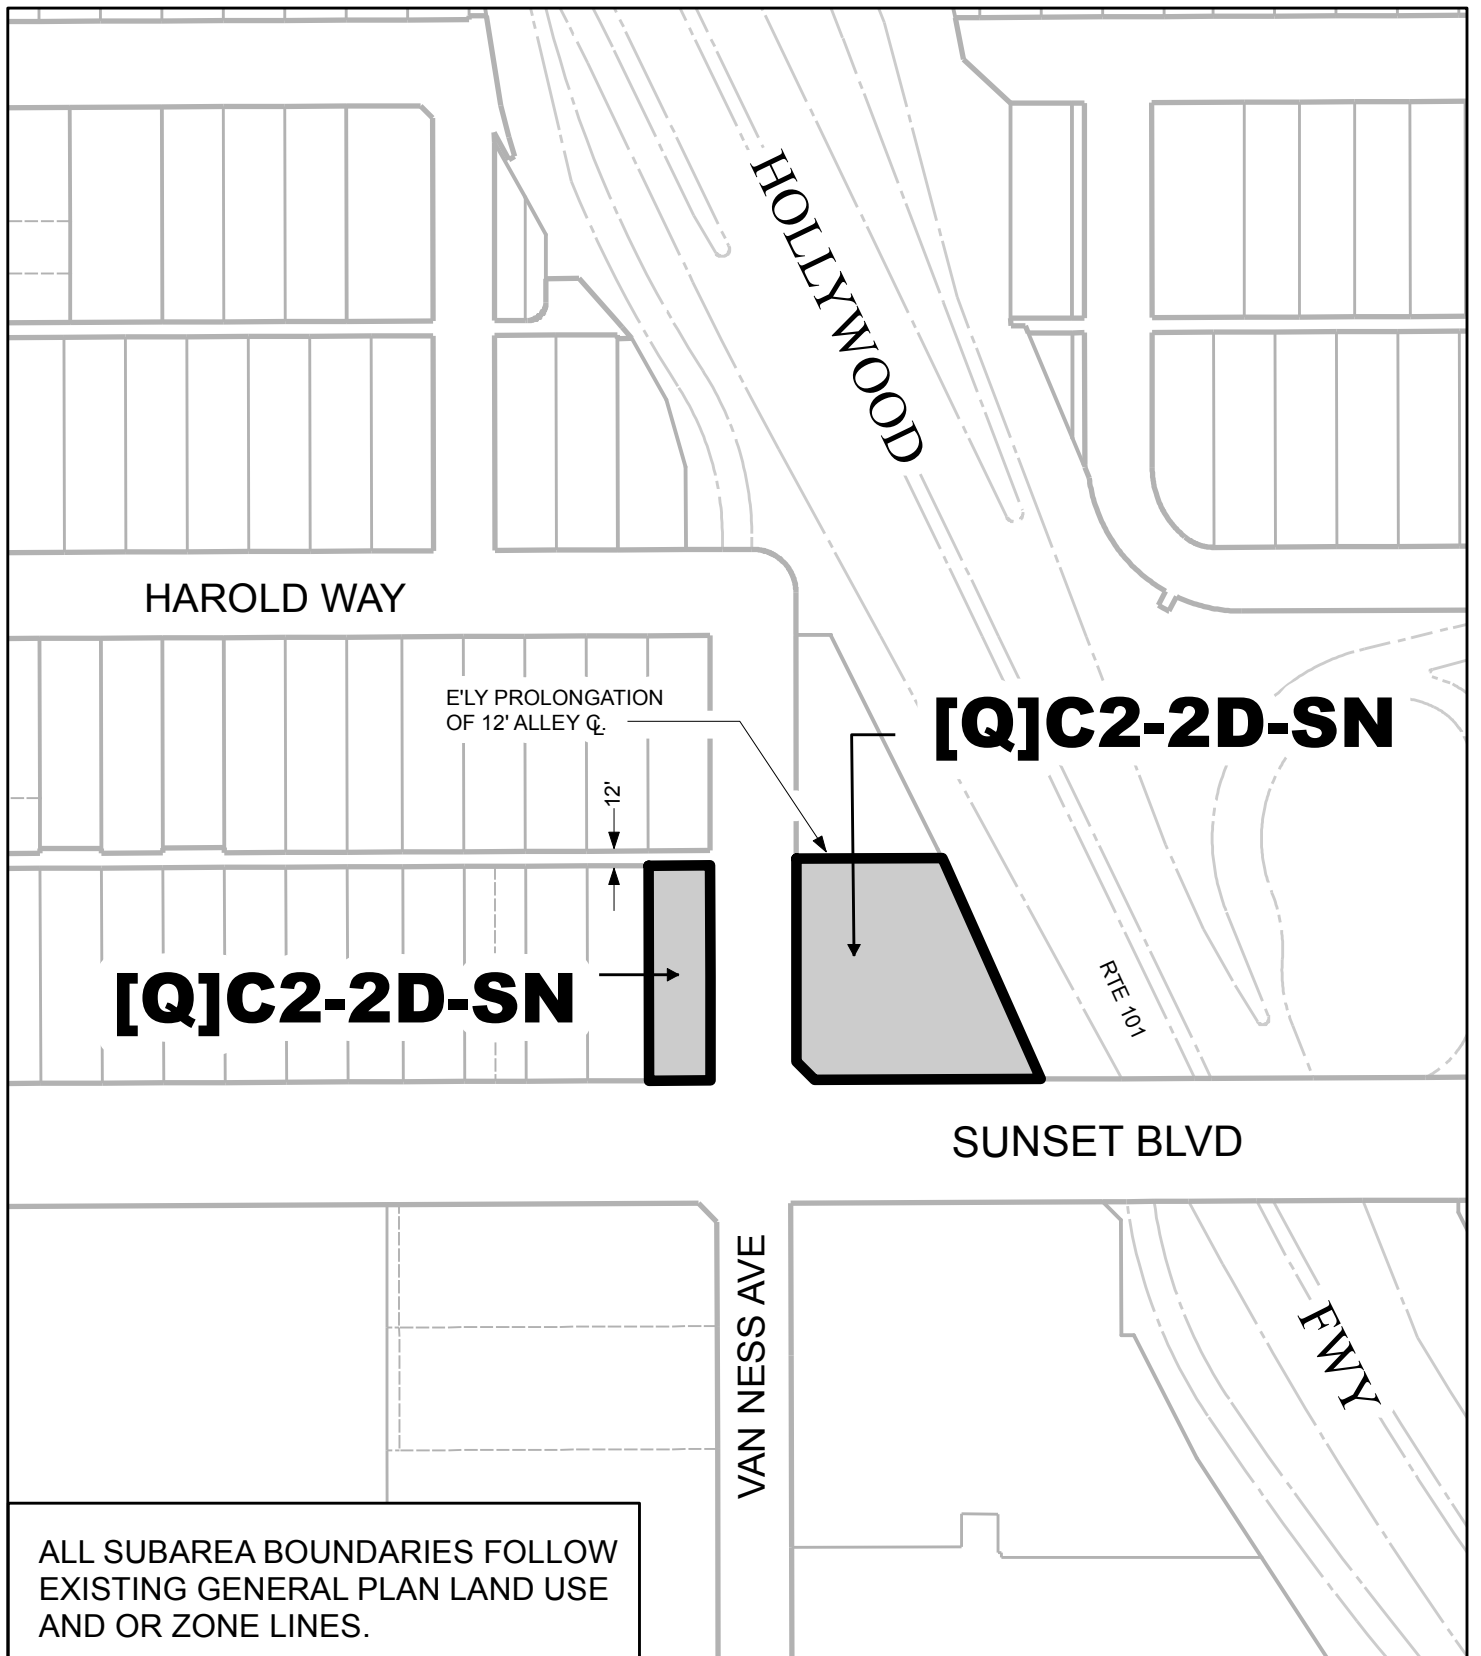 HOLLYWOOD
HAROLD WAY
E'LY PROLONGATION
OF 12' ALLEY ℄.
[Q]C2-2D-SN
12'
[Q]C2-2D-SN
RTE 101
SUNSET BLVD
VAN NESS AVE
FWY
ALL SUBAREA BOUNDARIES FOLLOW
EXISTING GENERAL PLAN LAND USE
AND OR ZONE LINES.